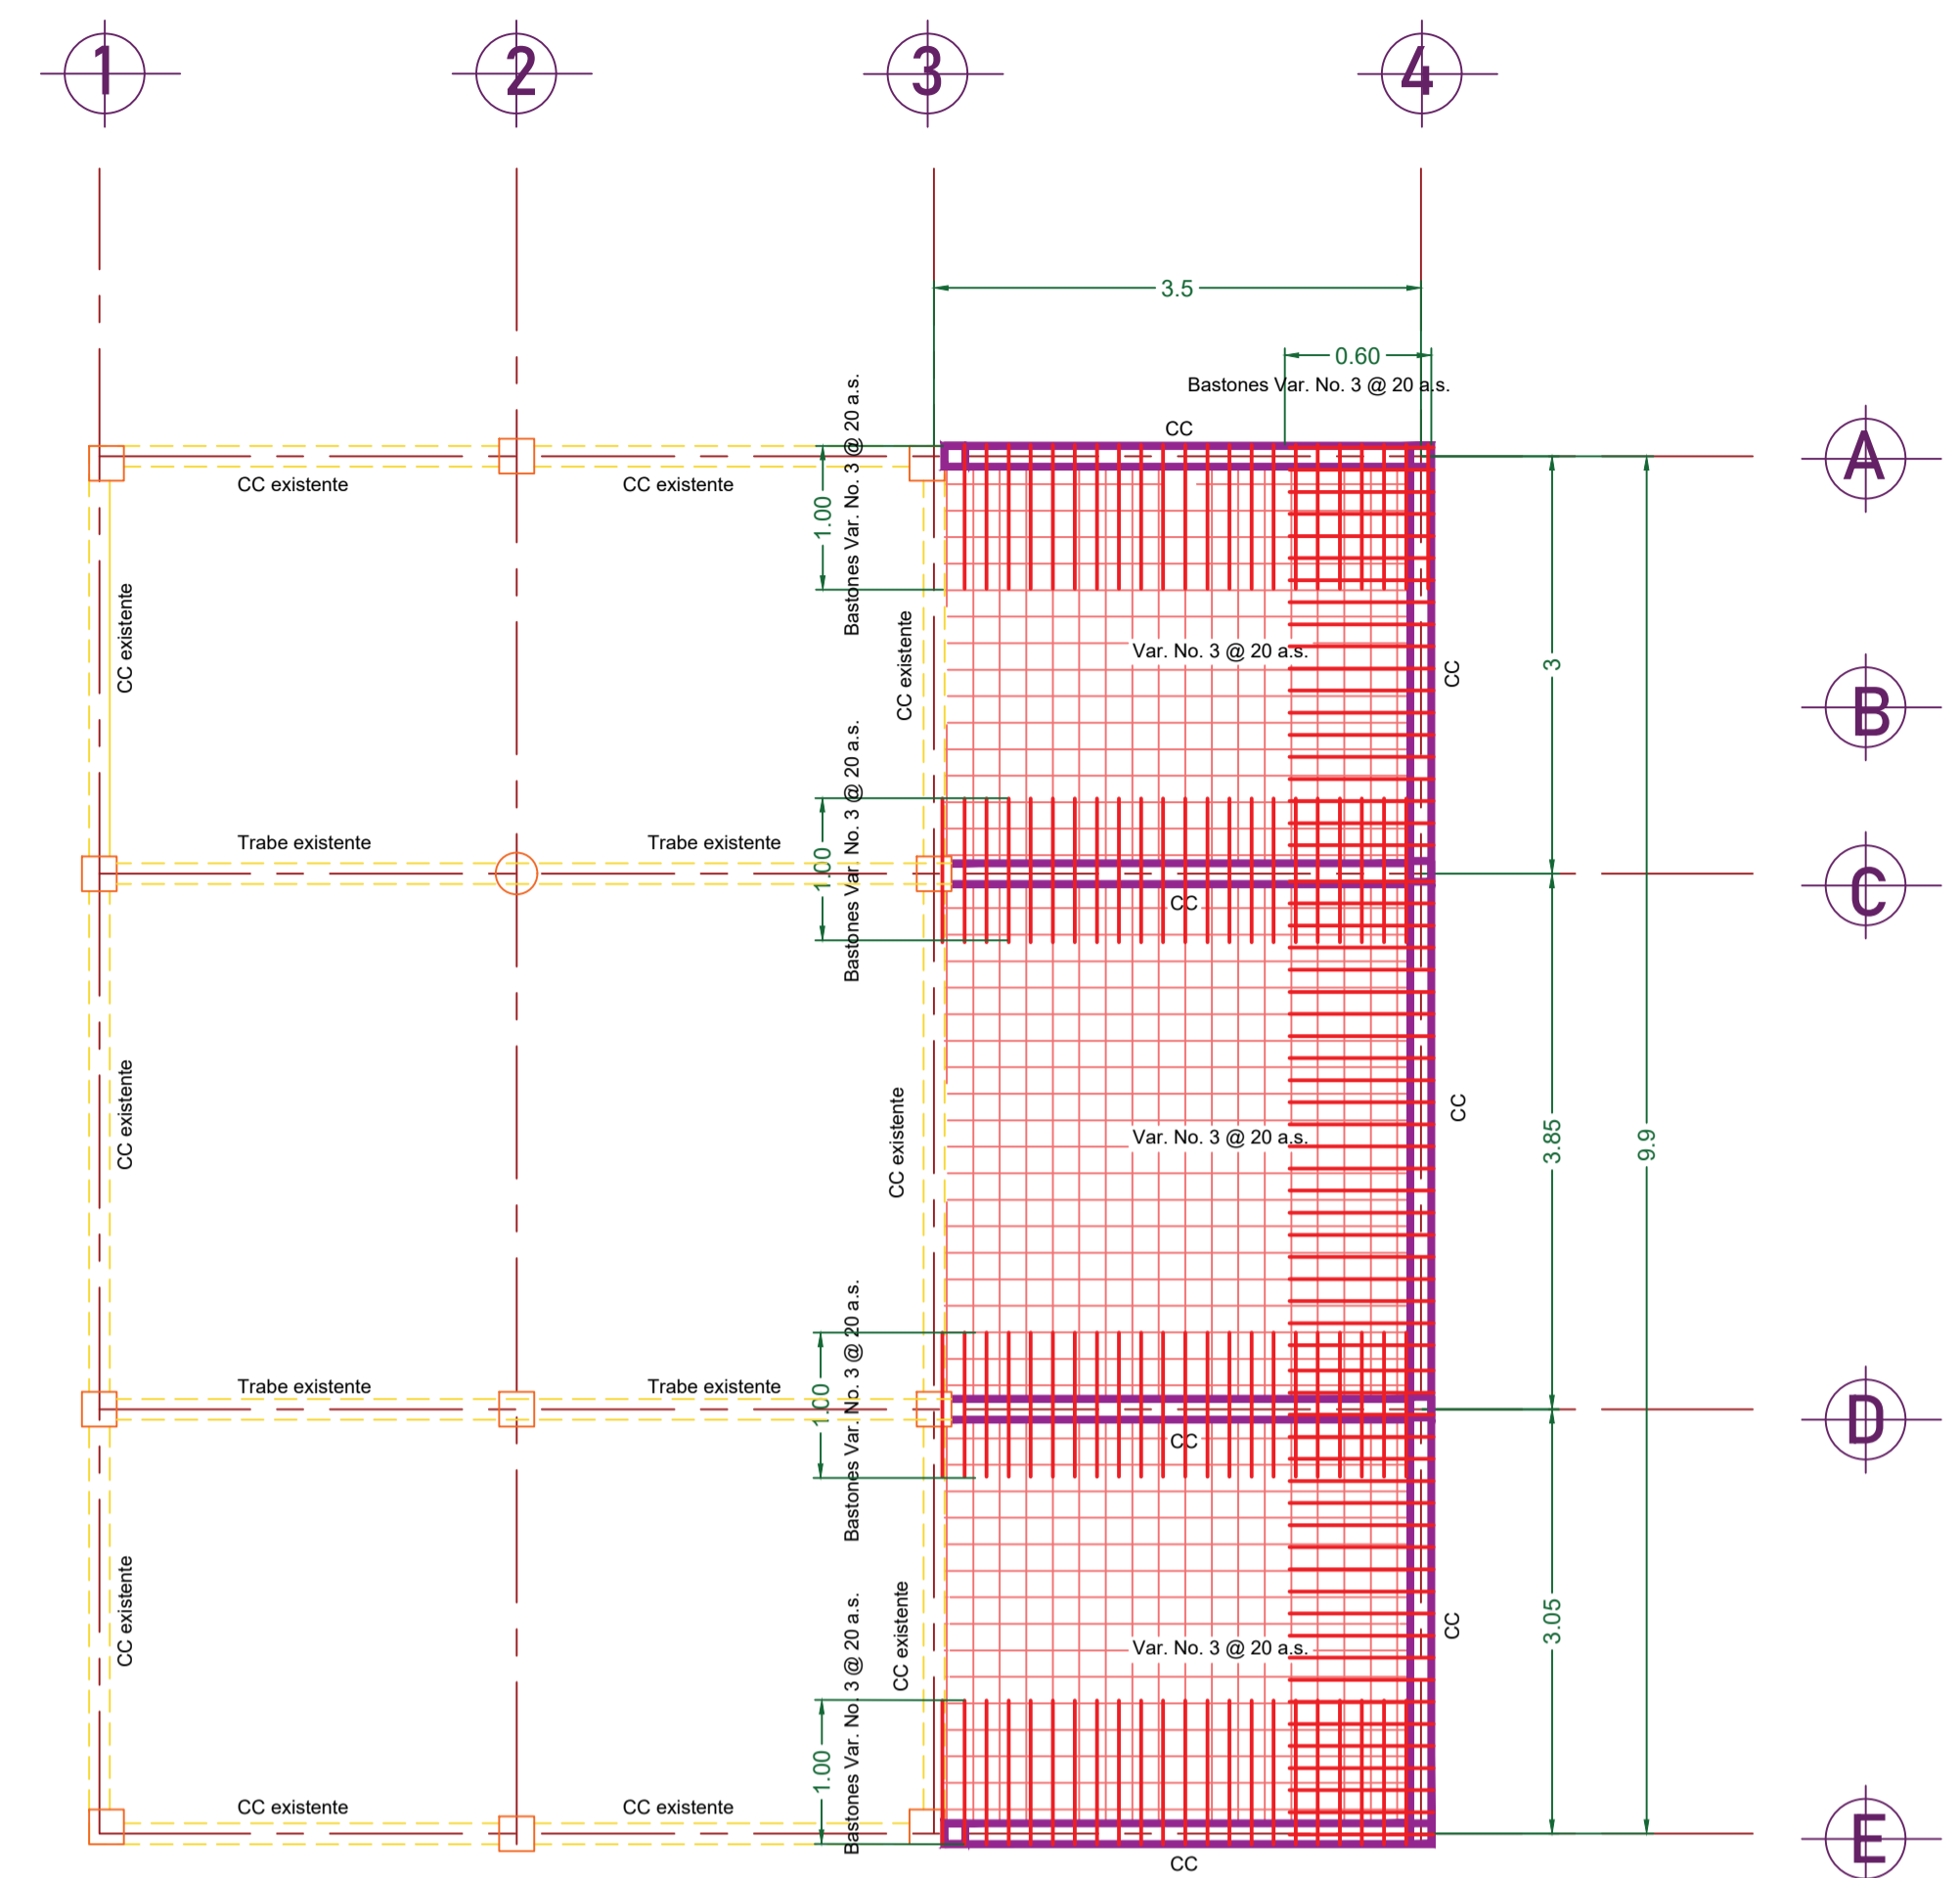 1
2
3
4
3.5
0.60
Bastones Var. No. 3 @ 20 a.s.
CC
A
CC existente
CC existente
1.00
Bastones Var. No. 3 @ 20 a.s.
CC existente
CC existente
Var. No. 3 @ 20 a.s.
CC
3
B
Trabe existente
Trabe existente
1.00
Bastones Var. No. 3 @ 20 a.s.
CC
C
CC existente
CC existente
Var. No. 3 @ 20 a.s.
CC
3.85
9.9
Trabe existente
Trabe existente
1.00
Bastones Var. No. 3 @ 20 a.s.
CC
D
CC existente
CC existente
Var. No. 3 @ 20 a.s.
CC
3.05
CC existente
CC existente
1.00
Bastones Var. No. 3 @ 20 a.s.
CC
E